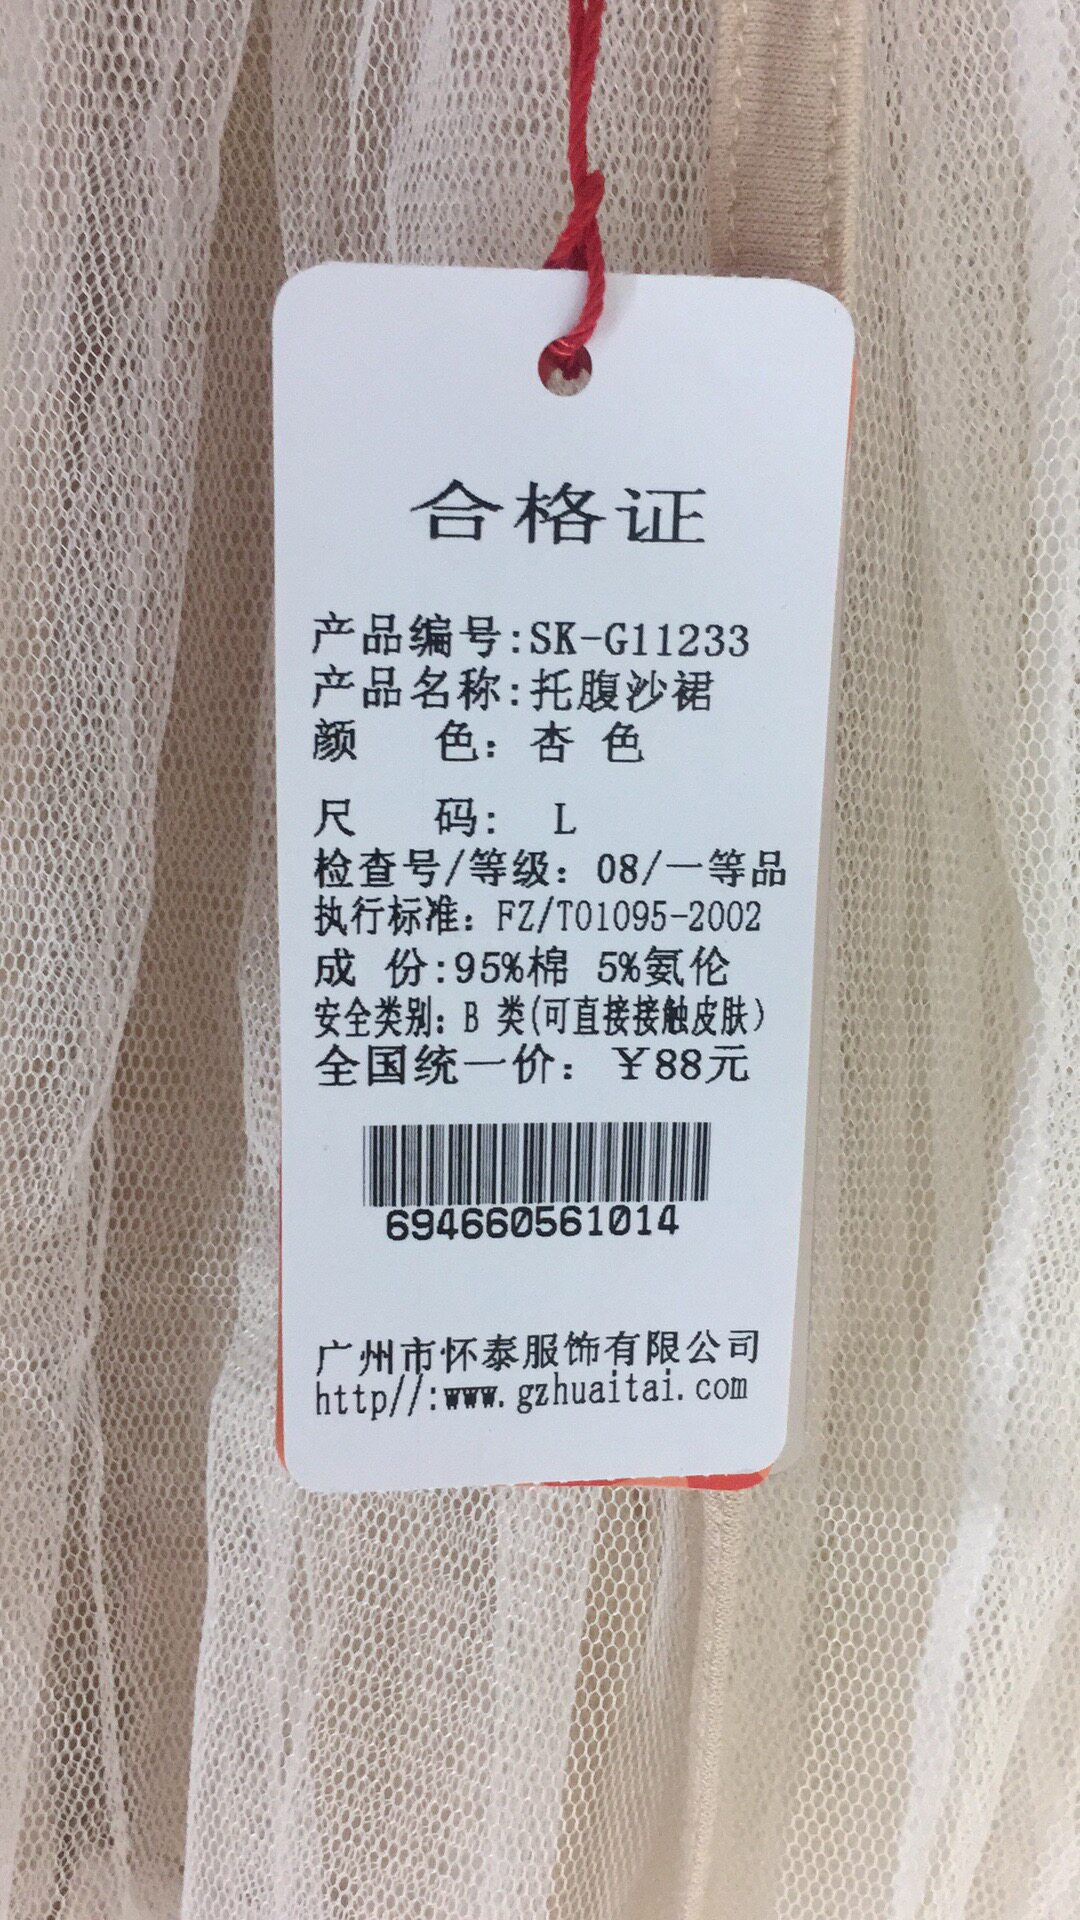 合格证
产品编号:SK-G11233
产品名称:托腹沙裙
颜 色：杏 色
尺 码： L
检查号/等级：08/一等品
执行标准：FZ/T01095-2002
成 份:95%棉 5%氨伦
安全类别：B 类(可直接接触皮肤)
全国统一价：￥88元
694660561014
广州市怀泰服饰有限公司
http//:www.gzhuaitai.com